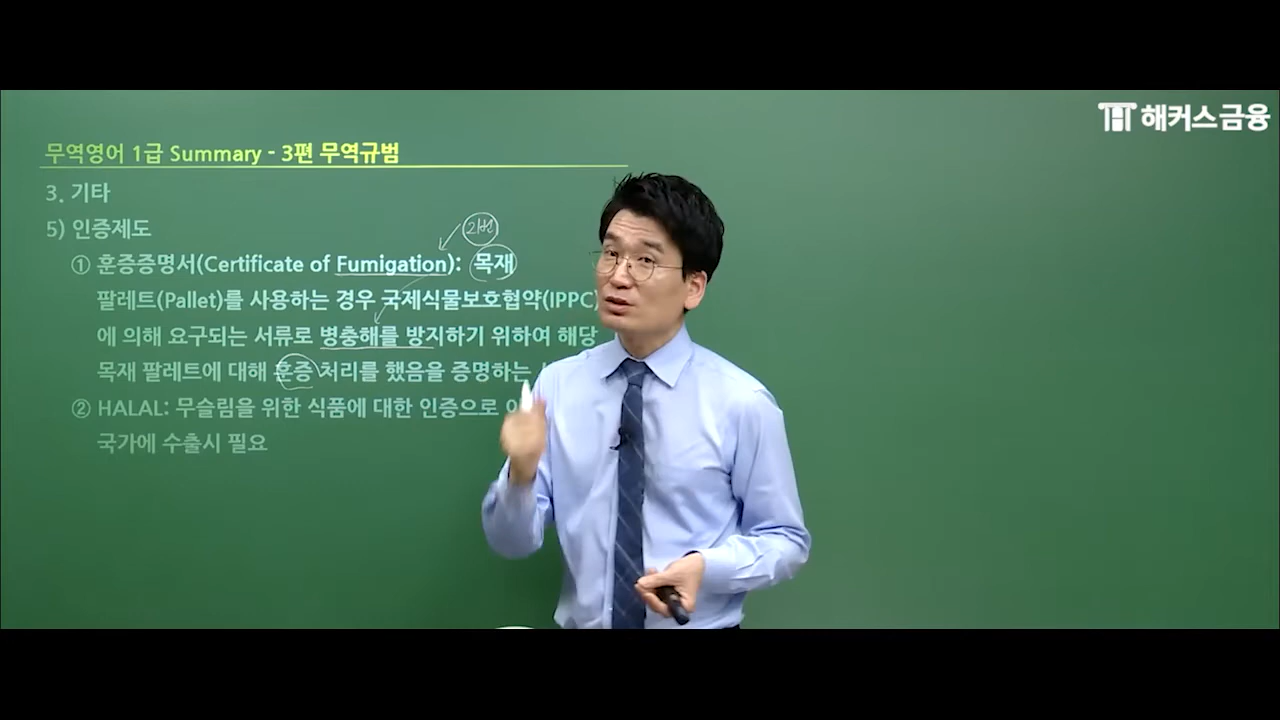 해커스금융
무역영어 1급 Summary - 3편 무역규범
3. 기타
5) 인증제도
① 훈증증명서(Certificate of Fumigation): 목재
팔레트(Pallet)를 사용하는 경우 국제식물보호협약(IPPC)
에 의해 요구되는 서류로 병충해를 방지하기 위하여 해당
목재 팔레트에 대해 훈증 처리를 했음을 증명하는
② HALAL: 무슬림을 위한 식품에 대한 인증으로
국가에 수출시 필요